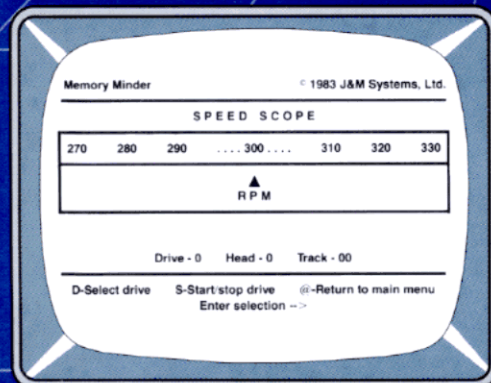 Memory Minder © 1983 J&M Systems, Ltd.
SPEED SCOPE
270 280 290 ....300.... 310 320 330
▲
RPM
Drive - 0 Head - 0 Track - 00
D-Select drive S-Start/stop drive @-Return to main menu
Enter selection -->